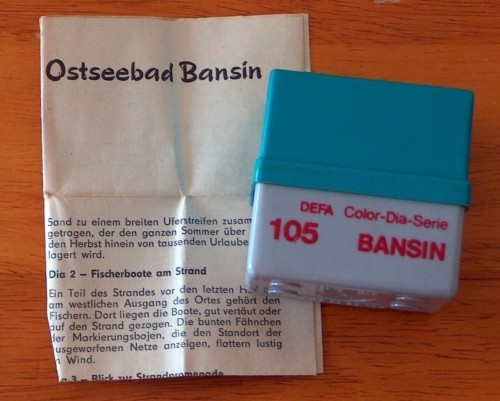 Ostseebad Bansin
Sand zu einem breiten Uferstreifen
getragen, der den ganzen Sommer über
den Herbst hinein von tausenden
lagert wird.
Dia 2 – Fischerboote am Strand
Ein Teil des Strandes vor den letzten
am westlichen Ausgang des Ortes gehört den
Fischern. Dort liegen die Boote, gut vertäut oder
auf den Strand gezogen. Die bunten Fähnchen
der Markierungsbojen, die den Standort der
ausgeworfenen Netze anzeigen, flattern lustig
Wind.
3 – Blick zur Strandpromenade
DEFA Color-Dia-Serie
105 BANSIN